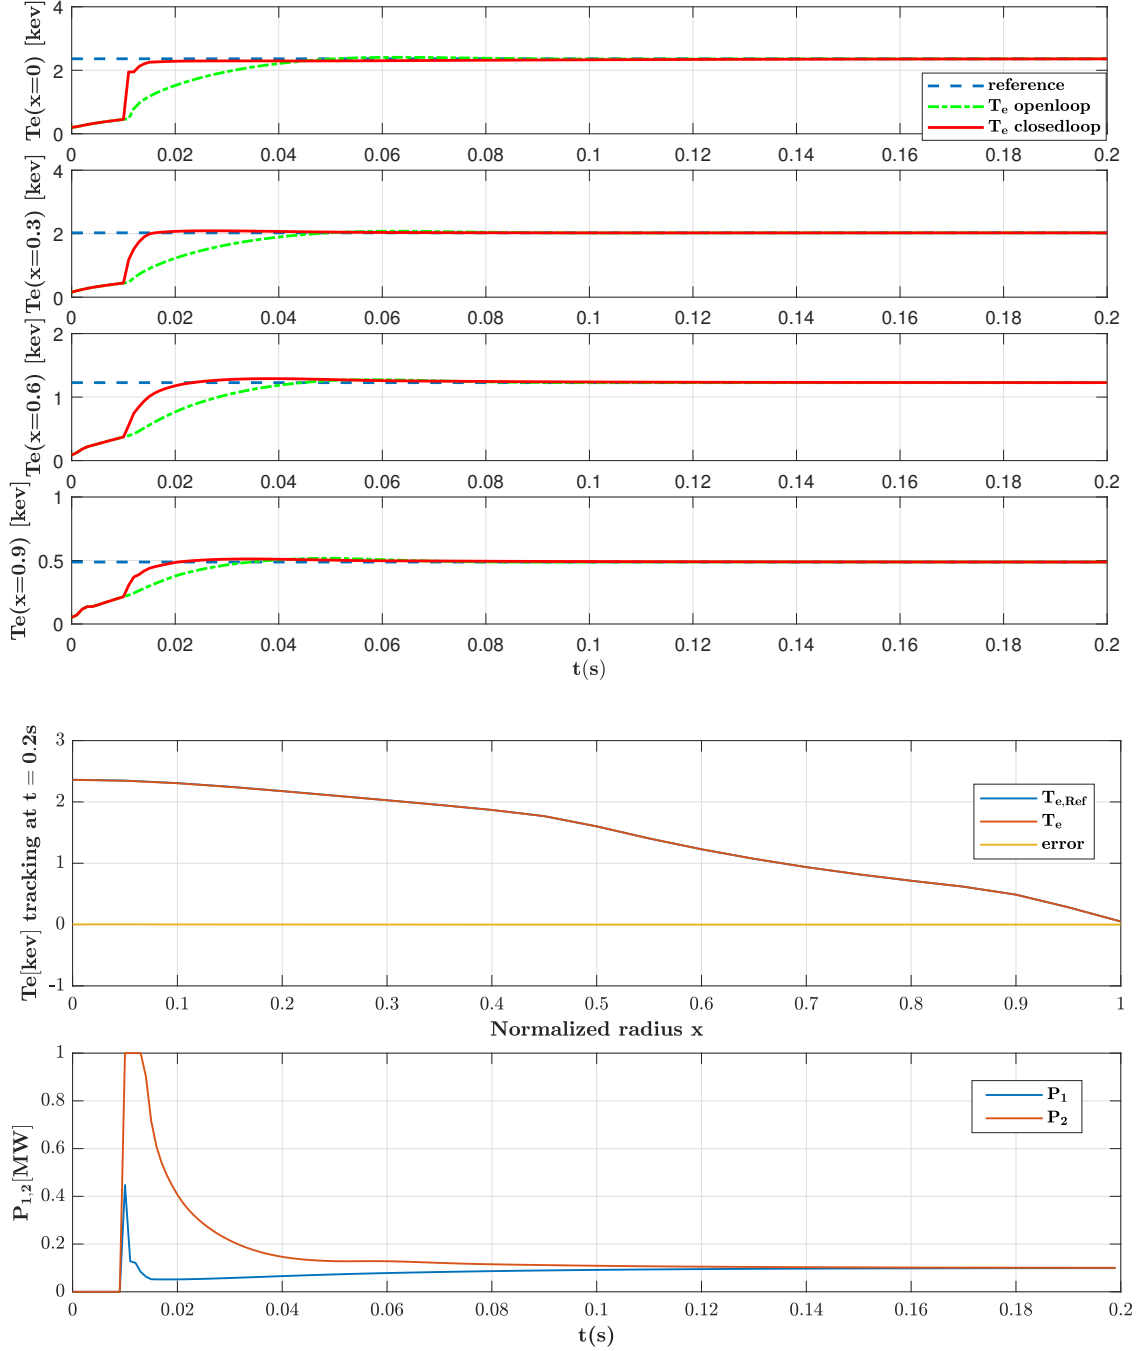 Te(x=0) [kev]
4
2
0
reference
Te openloop
Te closedloop
0 0.02 0.04 0.06 0.08 0.1 0.12 0.14 0.16 0.18 0.2
Te(x=0.3) [kev]
4
2
0
0 0.02 0.04 0.06 0.08 0.1 0.12 0.14 0.16 0.18 0.2
Te(x=0.6) [kev]
2
1
0
0 0.02 0.04 0.06 0.08 0.1 0.12 0.14 0.16 0.18 0.2
Te(x=0.9) [kev]
1
0.5
0
0 0.02 0.04 0.06 0.08 0.1 0.12 0.14 0.16 0.18 0.2
t(s)
Te[kev] tracking at t = 0.2s
3
2
1
0
-1
Te,Ref
Te
error
0 0.1 0.2 0.3 0.4 0.5 0.6 0.7 0.8 0.9 1
Normalized radius x
P1,2[MW]
1
0.8
0.6
0.4
0.2
0
P1
P2
0 0.02 0.04 0.06 0.08 0.1 0.12 0.14 0.16 0.18 0.2
t(s)